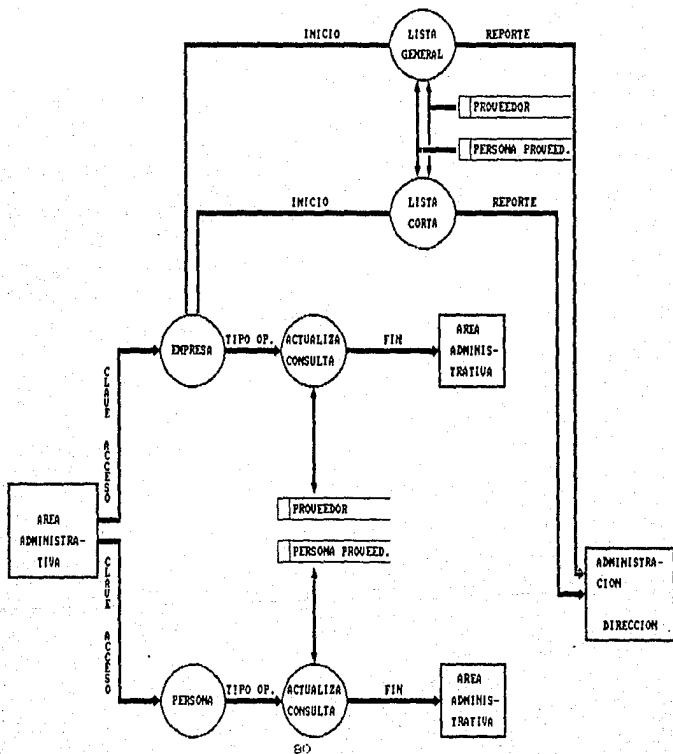 INICIO
LISTA
GENERAL
REPORTE
PROVEEDOR
PERSONA PROVEED.
INICIO
LISTA
CORTA
REPORTE
EMPRESA
TIPO OP.
ACTUALIZA
CONSULTA
FIN
AREA
ADMINIS-
TRATIVA
CLAVE ACCESO
AREA
ADMINISTRA-
TIVA
CLAVE ACCESO
PROVEEDOR
PERSONA PROVEED.
ADMINISTRA-
CION
DIRECCION
PERSONA
TIPO OP.
ACTUALIZA
CONSULTA
FIN
AREA
ADMINIS-
TRATIVA
80